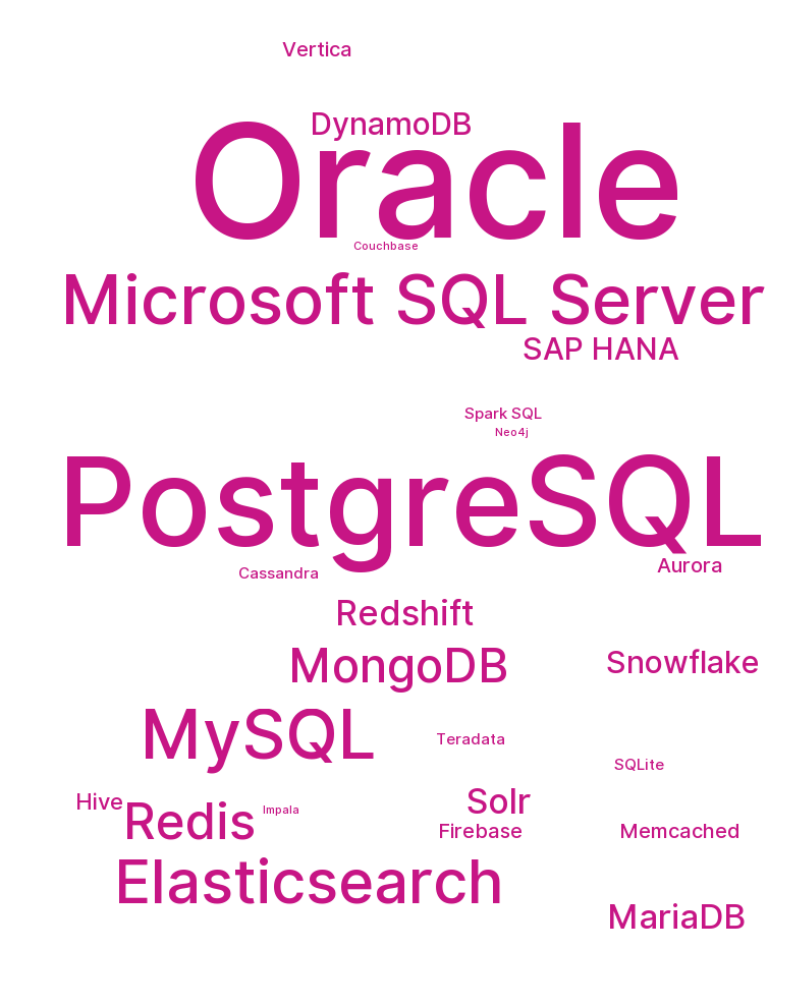 Vertica
DynamoDB
Oracle
Couchbase
Microsoft SQL Server
SAP HANA
Spark SQL
Neo4j
PostgreSQL
Aurora
Cassandra
Redshift
MongoDB
Snowflake
MySQL
Teradata
SQLite
Hive
Redis
Impala
Solr
Firebase
Memcached
Elasticsearch
MariaDB